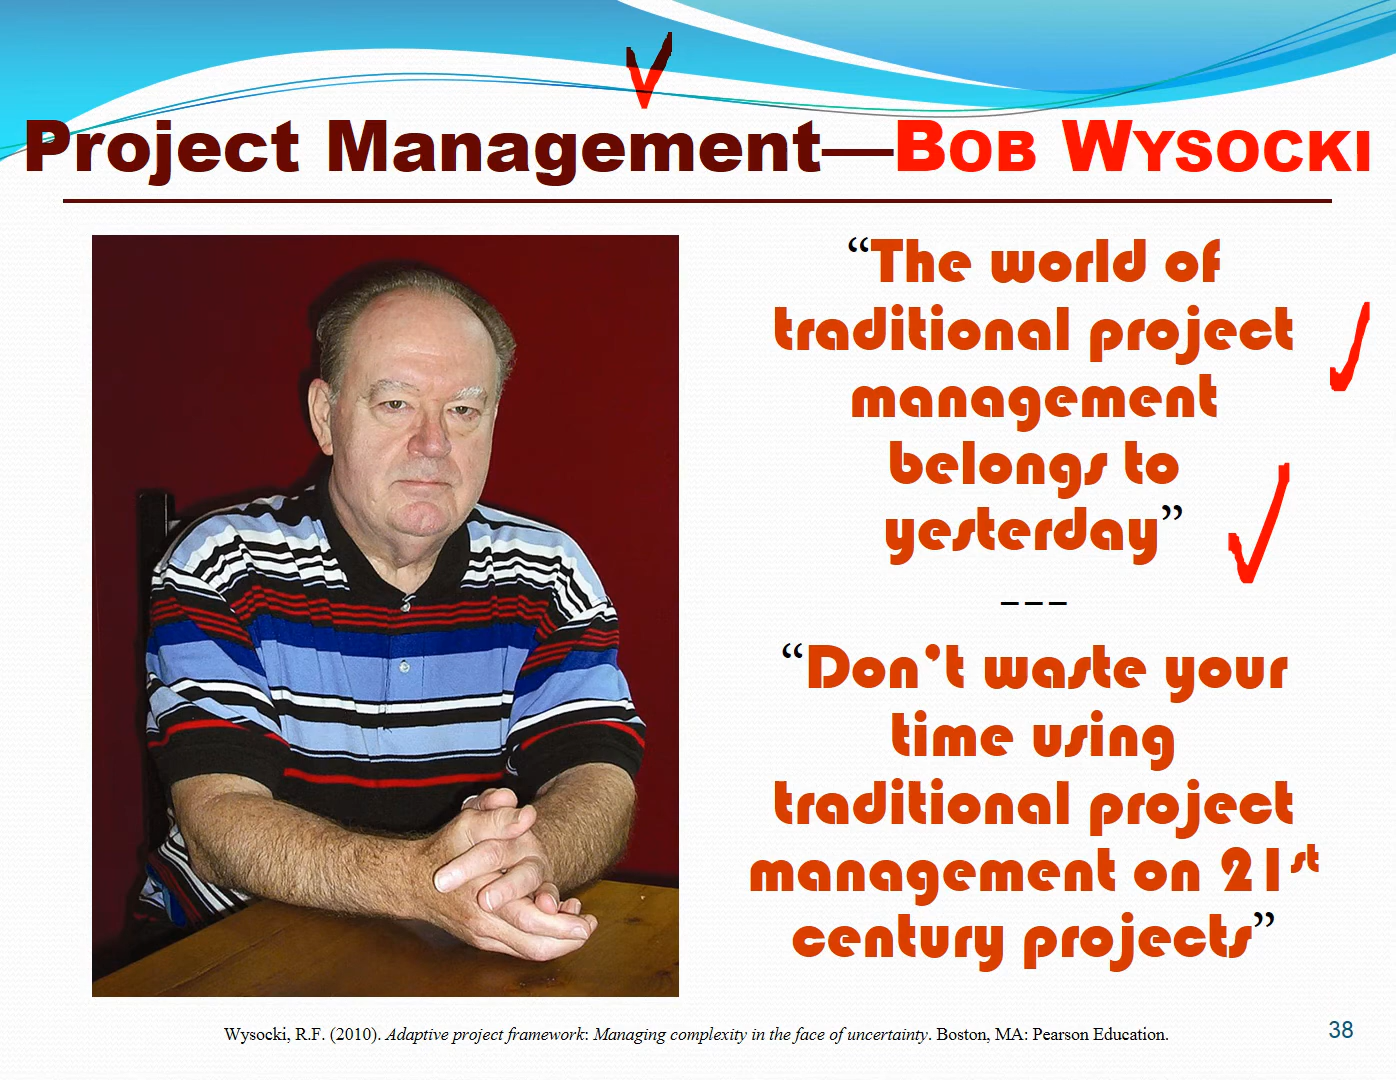 Project Management—BOB WYSOCKI
“The world of
traditional project
management
belongs to
yesterday”
–––
“Don’t waste your
time using
traditional project
management on 21st
century projects”
Wysocki, R.F. (2010). Adaptive project framework: Managing complexity in the face of uncertainty. Boston, MA: Pearson Education.
38